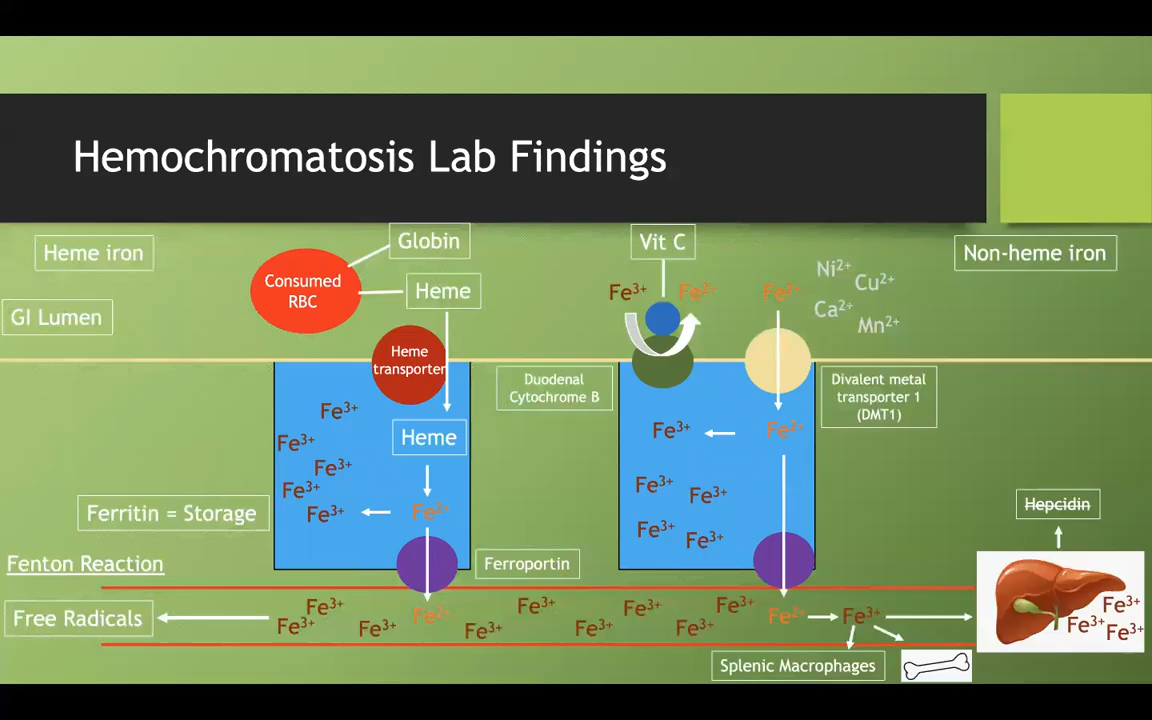 Hemochromatosis Lab Findings
Heme iron
Globin
Vit C
Non-heme iron
Consumed
RBC
Heme
Fe³⁺
Fe²⁺
Fe²⁺
Ni²⁺
Cu²⁺
Ca²⁺
Mn²⁺
GI Lumen
Heme
transporter
Duodenal
Cytochrome B
Divalent metal
transporter 1
(DMT1)
Fe³⁺
Fe³⁺
Fe³⁺
Fe³⁺
Fe³⁺
Heme
Fe²⁺
Fe³⁺
Fe²⁺
Fe³⁺
Fe³⁺
Fe³⁺
Fe³⁺
Hepcidin
Ferritin = Storage
Ferroportin
Fenton Reaction
Free Radicals
Fe³⁺
Fe³⁺
Fe³⁺
Fe²⁺
Fe³⁺
Fe³⁺
Fe³⁺
Fe³⁺
Fe³⁺
Fe³⁺
Fe²⁺
Fe³⁺
Fe³⁺
Fe³⁺
Fe³⁺
Splenic Macrophages